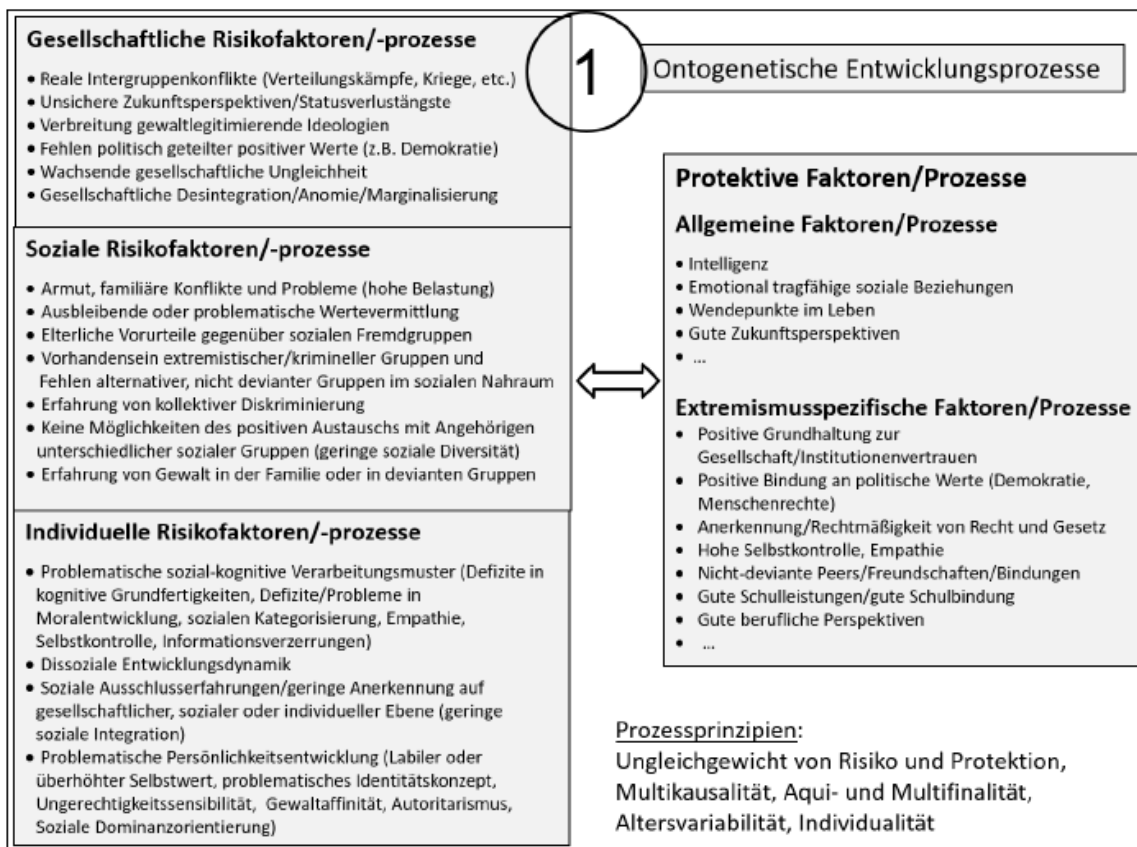 Gesellschaftliche Risikofaktoren/-prozesse
• Reale Intergruppenkonflikte (Verteilungskämpfe, Kriege, etc.)
• Unsichere Zukunftsperspektiven/Statusverlustängste
• Verbreitung gewaltlegitimierende Ideologien
• Fehlen politisch geteilter positiver Werte (z.B. Demokratie)
• Wachsende gesellschaftliche Ungleichheit
• Gesellschaftliche Desintegration/Anomie/Marginalisierung
Soziale Risikofaktoren/-prozesse
• Armut, familiäre Konflikte und Probleme (hohe Belastung)
• Ausbleibende oder problematische Wertevermittlung
• Elterliche Vorurteile gegenüber sozialen Fremdgruppen
• Vorhandensein extremistischer/krimineller Gruppen und
Fehlen alternativer, nicht devianter Gruppen im sozialen Nahraum
• Erfahrung von kollektiver Diskriminierung
• Keine Möglichkeiten des positiven Austauschs mit Angehörigen
unterschiedlicher sozialer Gruppen (geringe soziale Diversität)
• Erfahrung von Gewalt in der Familie oder in devianten Gruppen
Individuelle Risikofaktoren/-prozesse
• Problematische sozial-kognitive Verarbeitungsmuster (Defizite in
kognitive Grundfertigkeiten, Defizite/Probleme in
Moralentwicklung, sozialen Kategorisierung, Empathie,
Selbstkontrolle, Informationsverzerrungen)
• Dissoziale Entwicklungsdynamik
• Soziale Ausschlusserfahrungen/geringe Anerkennung auf
gesellschaftlicher, sozialer oder individueller Ebene (geringe
soziale Integration)
• Problematische Persönlichkeitsentwicklung (Labiler oder
überhöhter Selbstwert, problematisches Identitätskonzept,
Ungerechtigkeitssensibilität, Gewaltaffinität, Autoritarismus,
Soziale Dominanzorientierung)
1
Ontogenetische Entwicklungsprozesse
Protektive Faktoren/Prozesse
Allgemeine Faktoren/Prozesse
• Intelligenz
• Emotional tragfähige soziale Beziehungen
• Wendepunkte im Leben
• Gute Zukunftsperspektiven
• ...
Extremismusspezifische Faktoren/Prozesse
• Positive Grundhaltung zur
Gesellschaft/Institutionenvertrauen
• Positive Bindung an politische Werte (Demokratie,
Menschenrechte)
• Anerkennung/Rechtmäßigkeit von Recht und Gesetz
• Hohe Selbstkontrolle, Empathie
• Nicht-deviante Peers/Freundschaften/Bindungen
• Gute Schulleistungen/gute Schulbindung
• Gute berufliche Perspektiven
• ...
Prozessprinzipien:
Ungleichgewicht von Risiko und Protektion,
Multikausalität, Aqui- und Multifinalität,
Altersvariabilität, Individualität